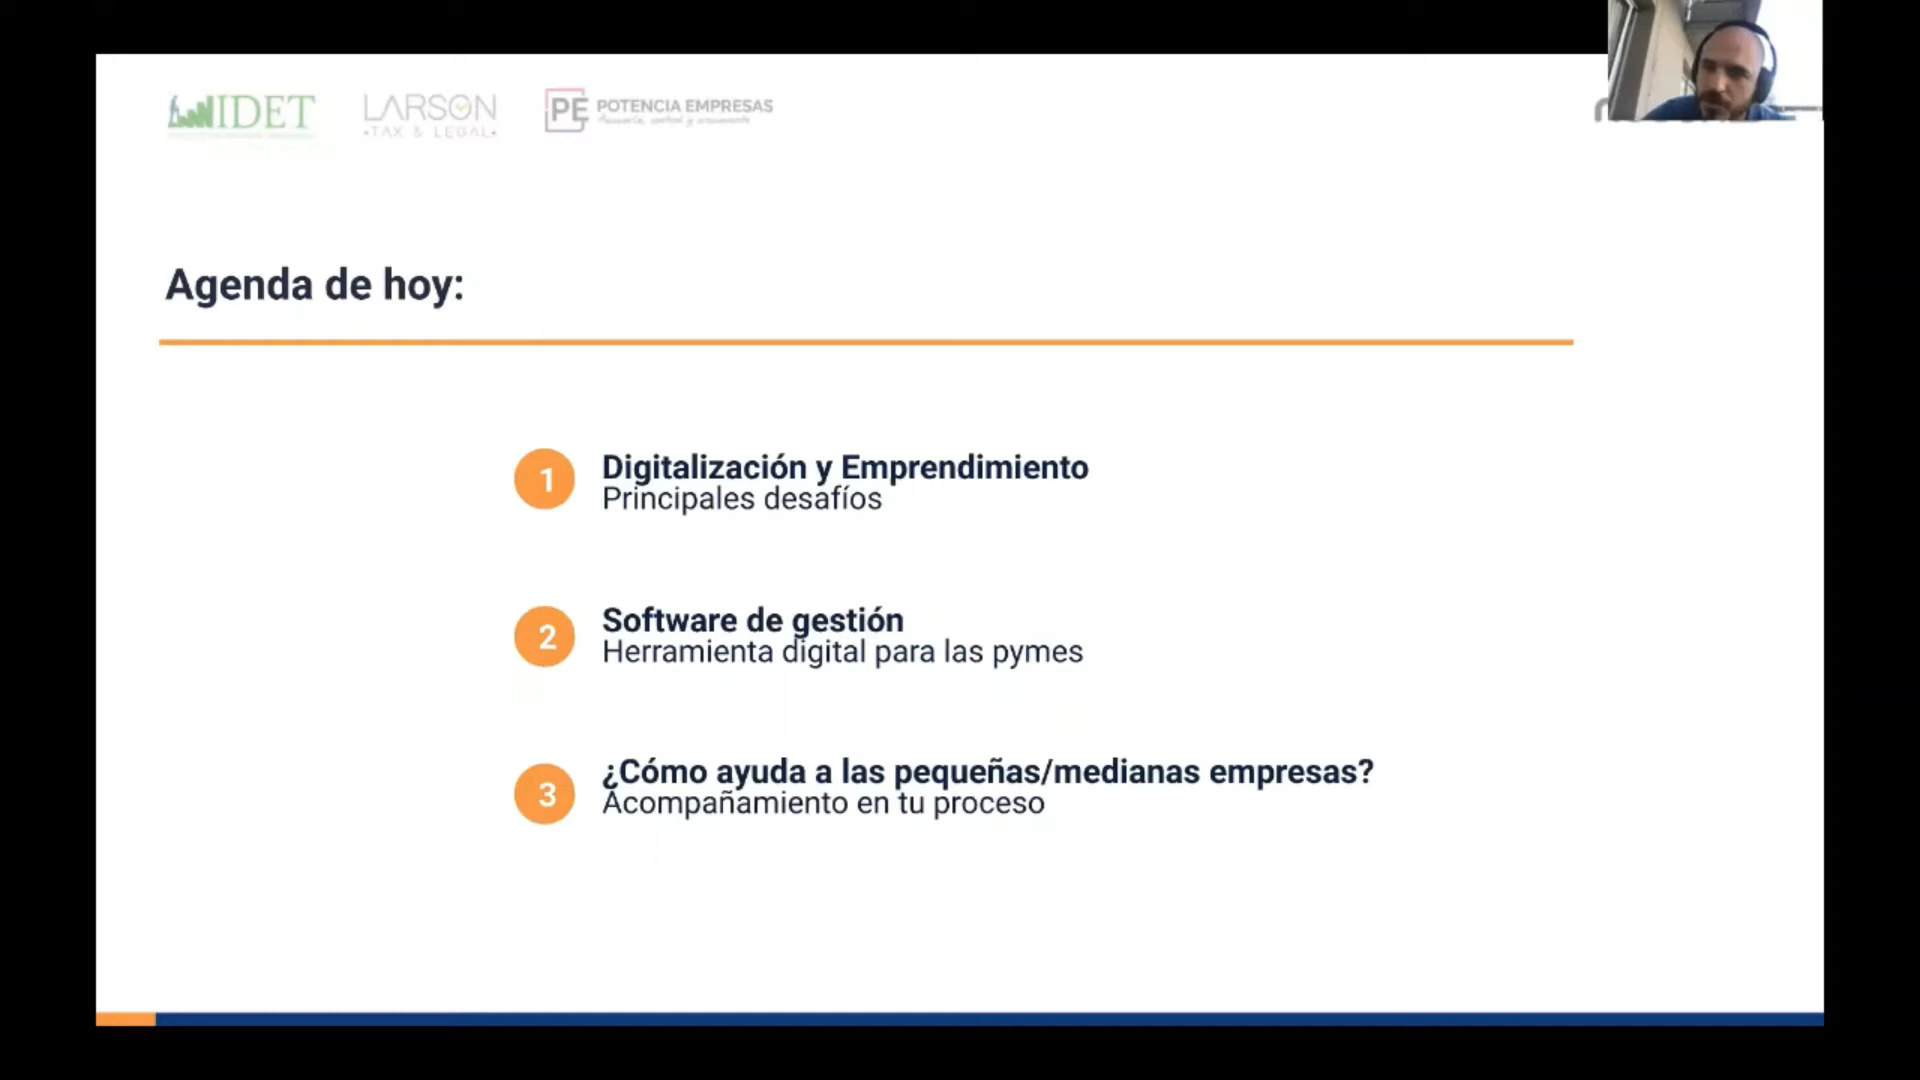 IDET
LARSON
• TAX & LEGAL •
PE POTENCIA EMPRESAS
Agenda de hoy:
1
Digitalización y Emprendimiento
Principales desafíos
2
Software de gestión
Herramienta digital para las pymes
3
¿Cómo ayuda a las pequeñas/medianas empresas?
Acompañamiento en tu proceso